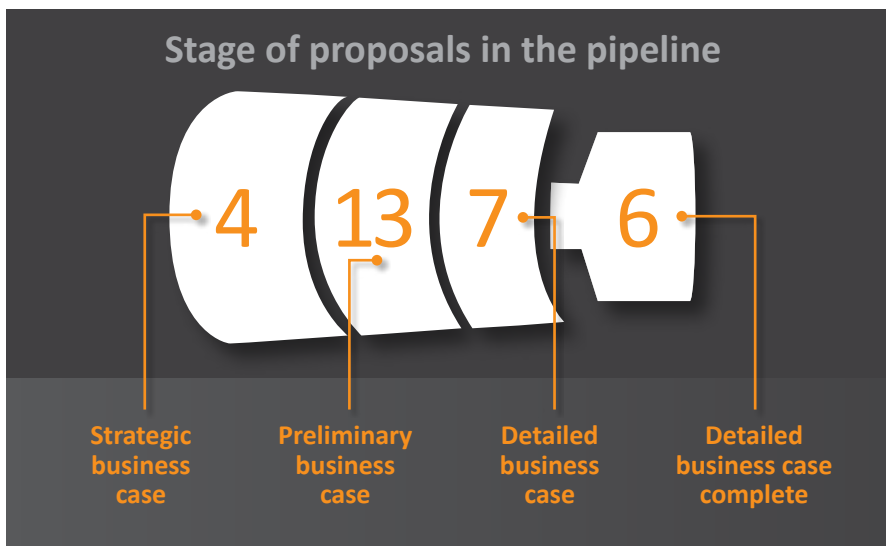 Stage of proposals in the pipeline
4
13
7
6
Strategic
business
case
Preliminary
business
case
Detailed
business
case
Detailed
business case
complete